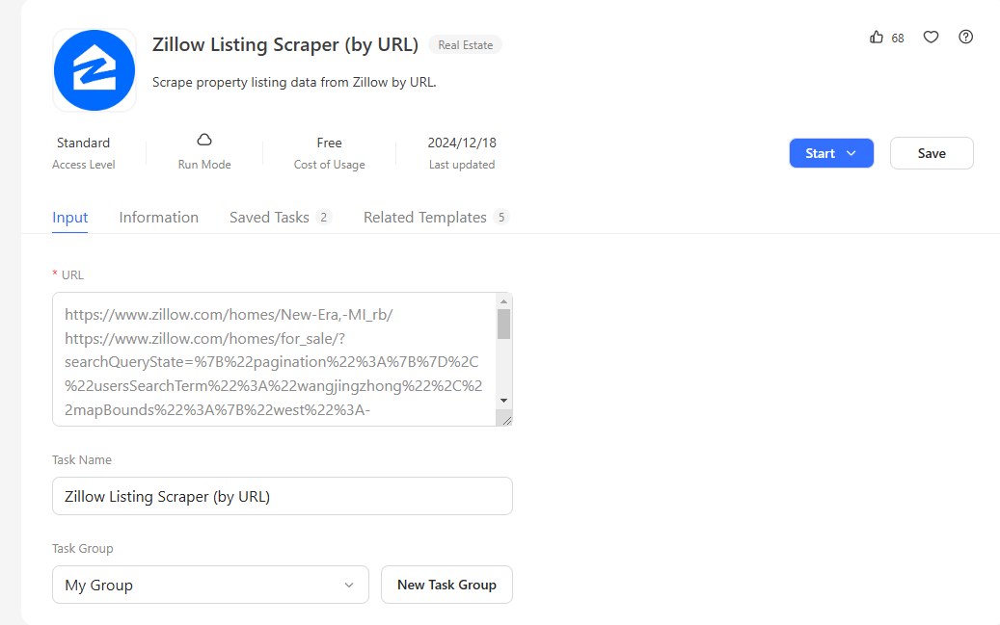 Zillow Listing Scraper (by URL) Real Estate
68
Scrape property listing data from Zillow by URL.
Standard
Access Level
Run Mode
Free
Cost of Usage
2024/12/18
Last updated
Start
Save
Input Information Saved Tasks 2 Related Templates 5
* URL
https://www.zillow.com/homes/New-Era,-MI_rb/
https://www.zillow.com/homes/for_sale/?
searchQueryState=%7B%22pagination%22%3A%7B%7D%2C
%22usersSearchTerm%22%3A%22wangjingzhong%22%2C%2
2mapBounds%22%3A%7B%22west%22%3A-
Task Name
Zillow Listing Scraper (by URL)
Task Group
My Group
New Task Group